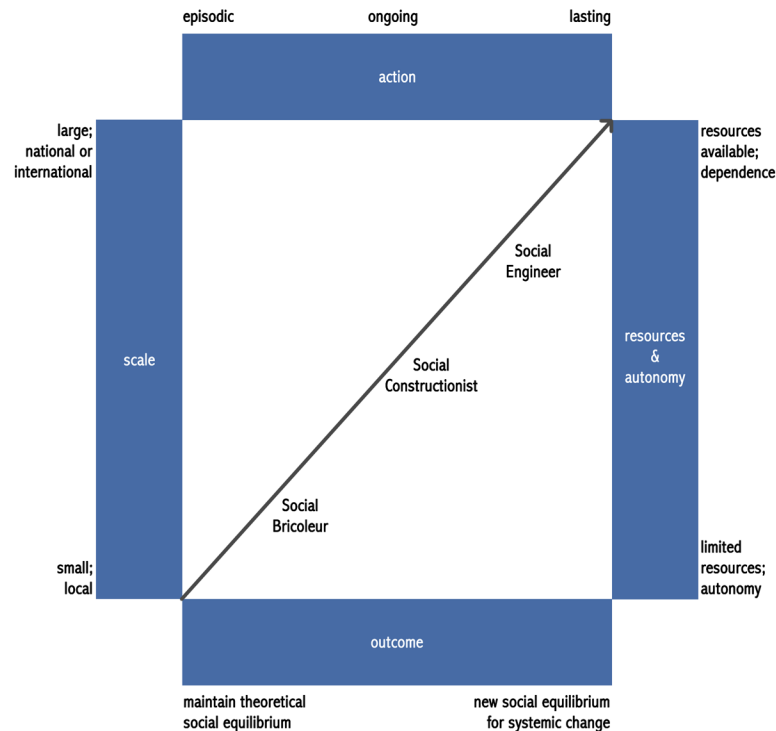 episodic
ongoing
lasting
action
large;
national or
international
resources
available;
dependence
Social
Engineer
scale
resources
&
autonomy
Social
Constructionist
Social
Bricoleur
small;
local
limited
resources;
autonomy
outcome
maintain theoretical
social equilibrium
new social equilibrium
for systemic change